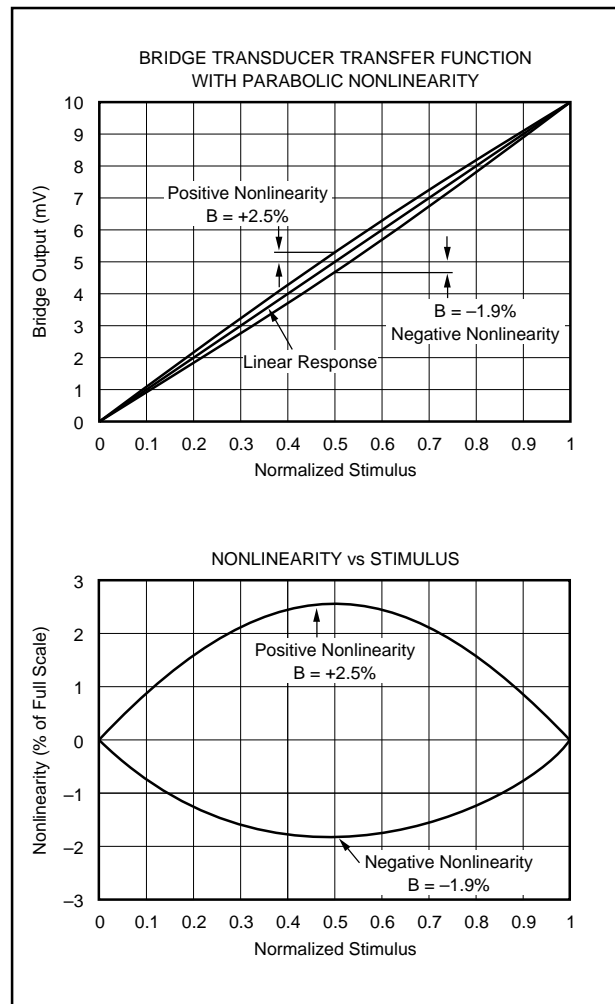 BRIDGE TRANSDUCER TRANSFER FUNCTION
WITH PARABOLIC NONLINEARITY
10
9
8
7
6
5
4
3
2
1
0
Bridge Output (mV)
Positive Nonlinearity
B = +2.5%
B = –1.9%
Negative Nonlinearity
Linear Response
0 0.1 0.2 0.3 0.4 0.5 0.6 0.7 0.8 0.9 1
Normalized Stimulus
NONLINEARITY vs STIMULUS
3
2
1
0
–1
–2
–3
Nonlinearity (% of Full Scale)
Positive Nonlinearity
B = +2.5%
Negative Nonlinearity
B = –1.9%
0 0.1 0.2 0.3 0.4 0.5 0.6 0.7 0.8 0.9 1
Normalized Stimulus